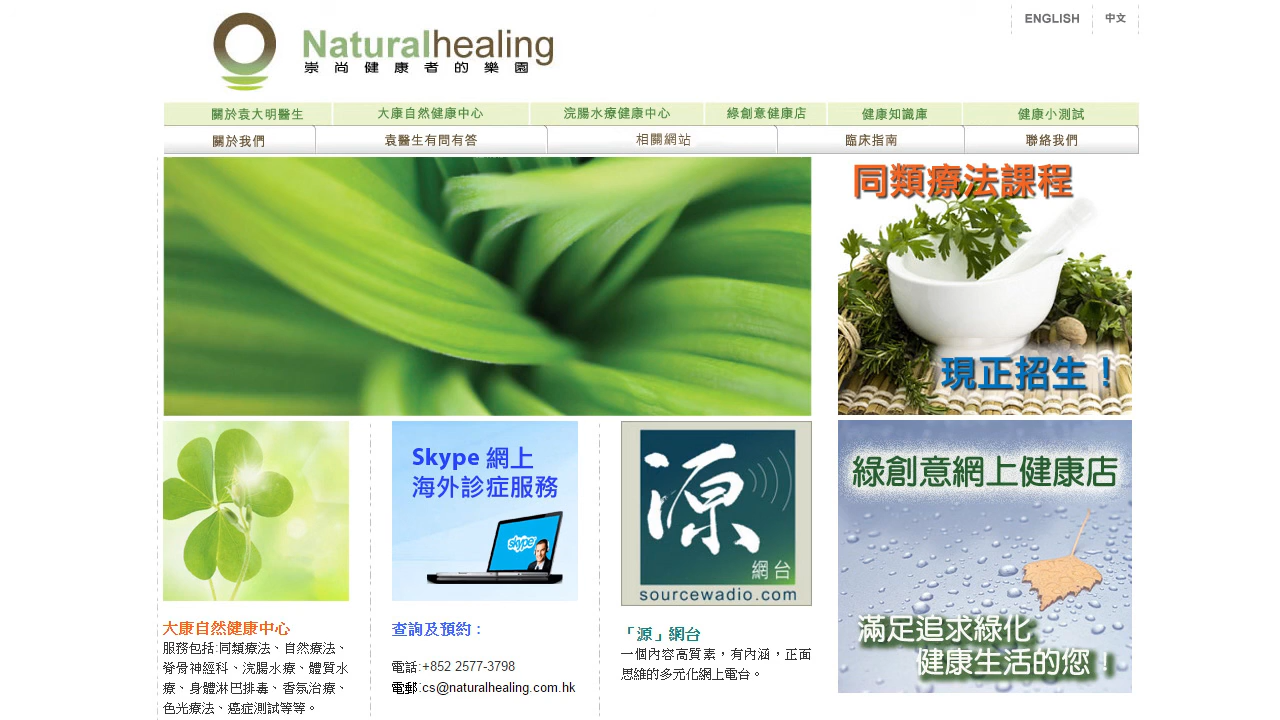 ENGLISH 中文
Naturalhealing
崇尚健康者的樂園
關於袁大明醫生 大康自然健康中心 浣腸水療健康中心 綠創意健康店 健康知識庫 健康小測試
關於我們 袁醫生有問有答 相關網站 臨床指南 聯絡我們
同類療法課程
現正招生！
Skype 網上
海外診症服務
skype
源
網台
sourcewadio.com
綠創意網上健康店
滿足追求綠化
健康生活的您！
大康自然健康中心
服務包括:同類療法、自然療法、
脊骨神經科、浣腸水療、體質水
療、身體淋巴排毒、香氛治療、
色光療法、癌症測試等等。
查詢及預約：
電話:+852 2577-3798
電郵:cs@naturalhealing.com.hk
「源」網台
一個內容高質素，有內涵，正面
思維的多元化網上電台。